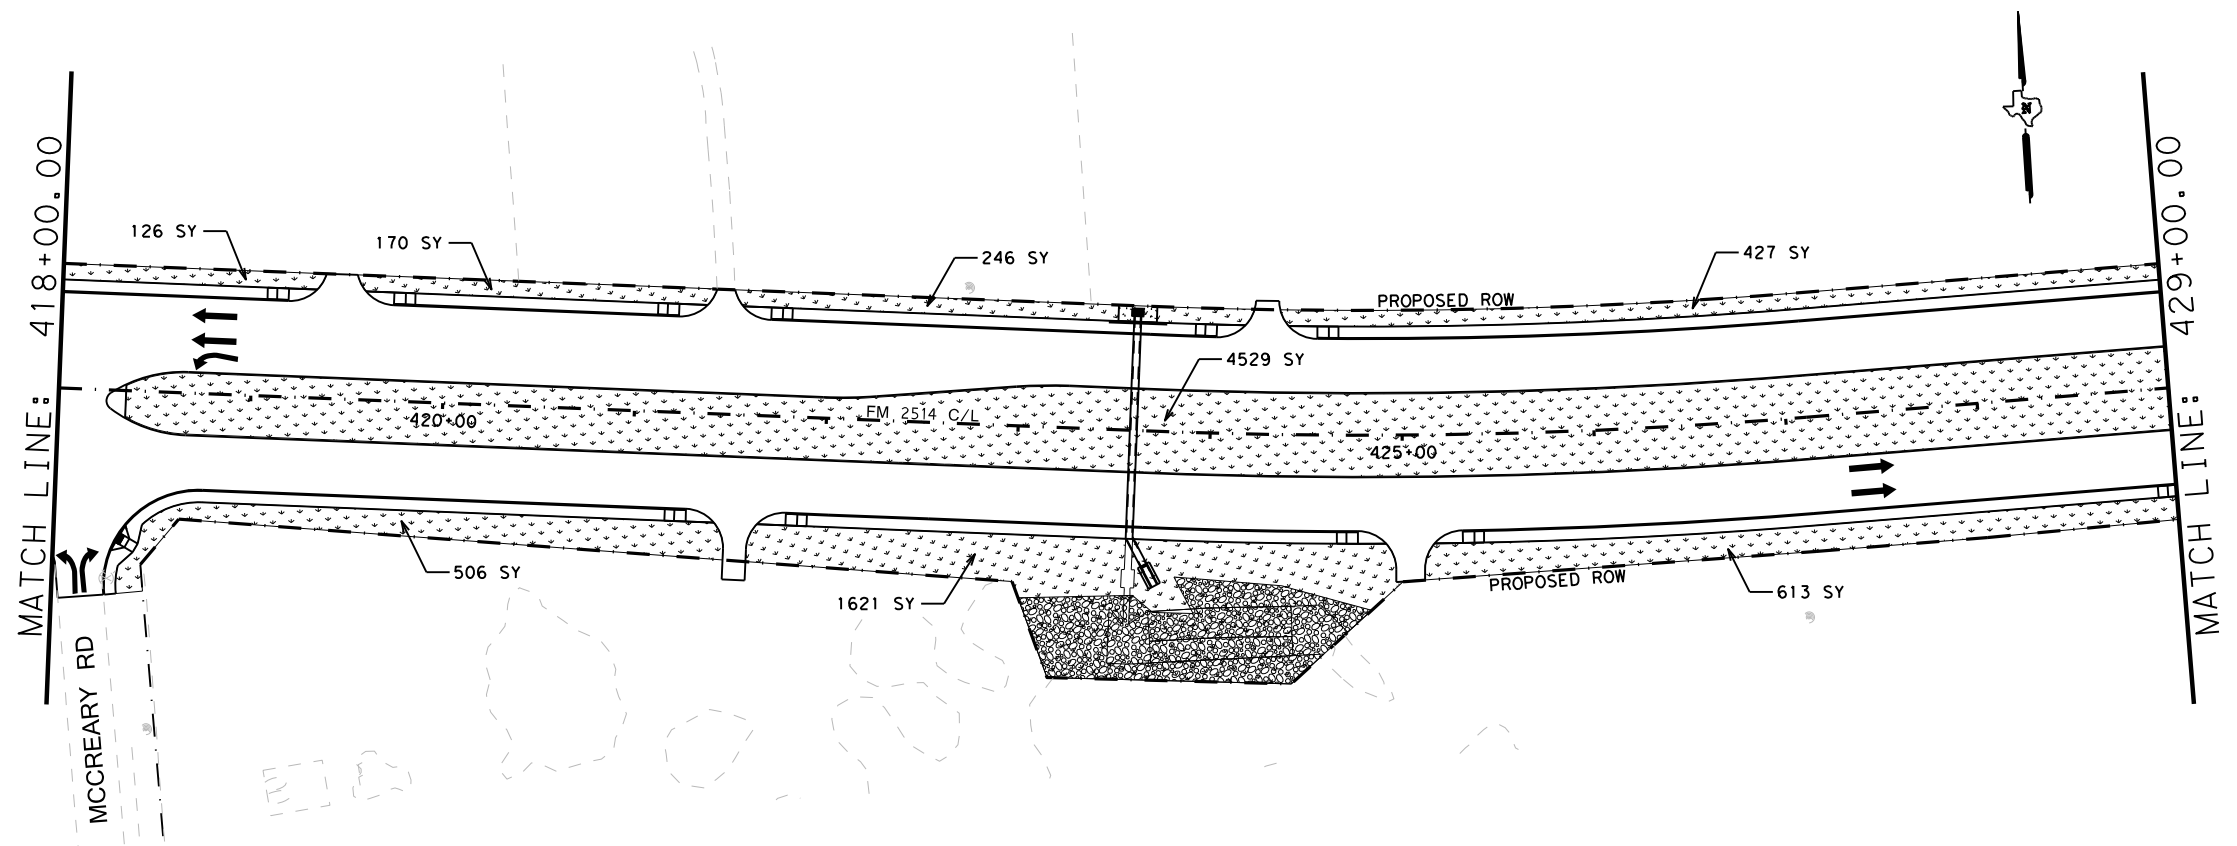 MATCH LINE: 418+00.00
126 SY
170 SY
246 SY
427 SY
PROPOSED ROW
4529 SY
FM 2514 C/L
420+00
425+00
506 SY
1621 SY
613 SY
PROPOSED ROW
MCCREARY RD
N
MATCH LINE: 429+00.00